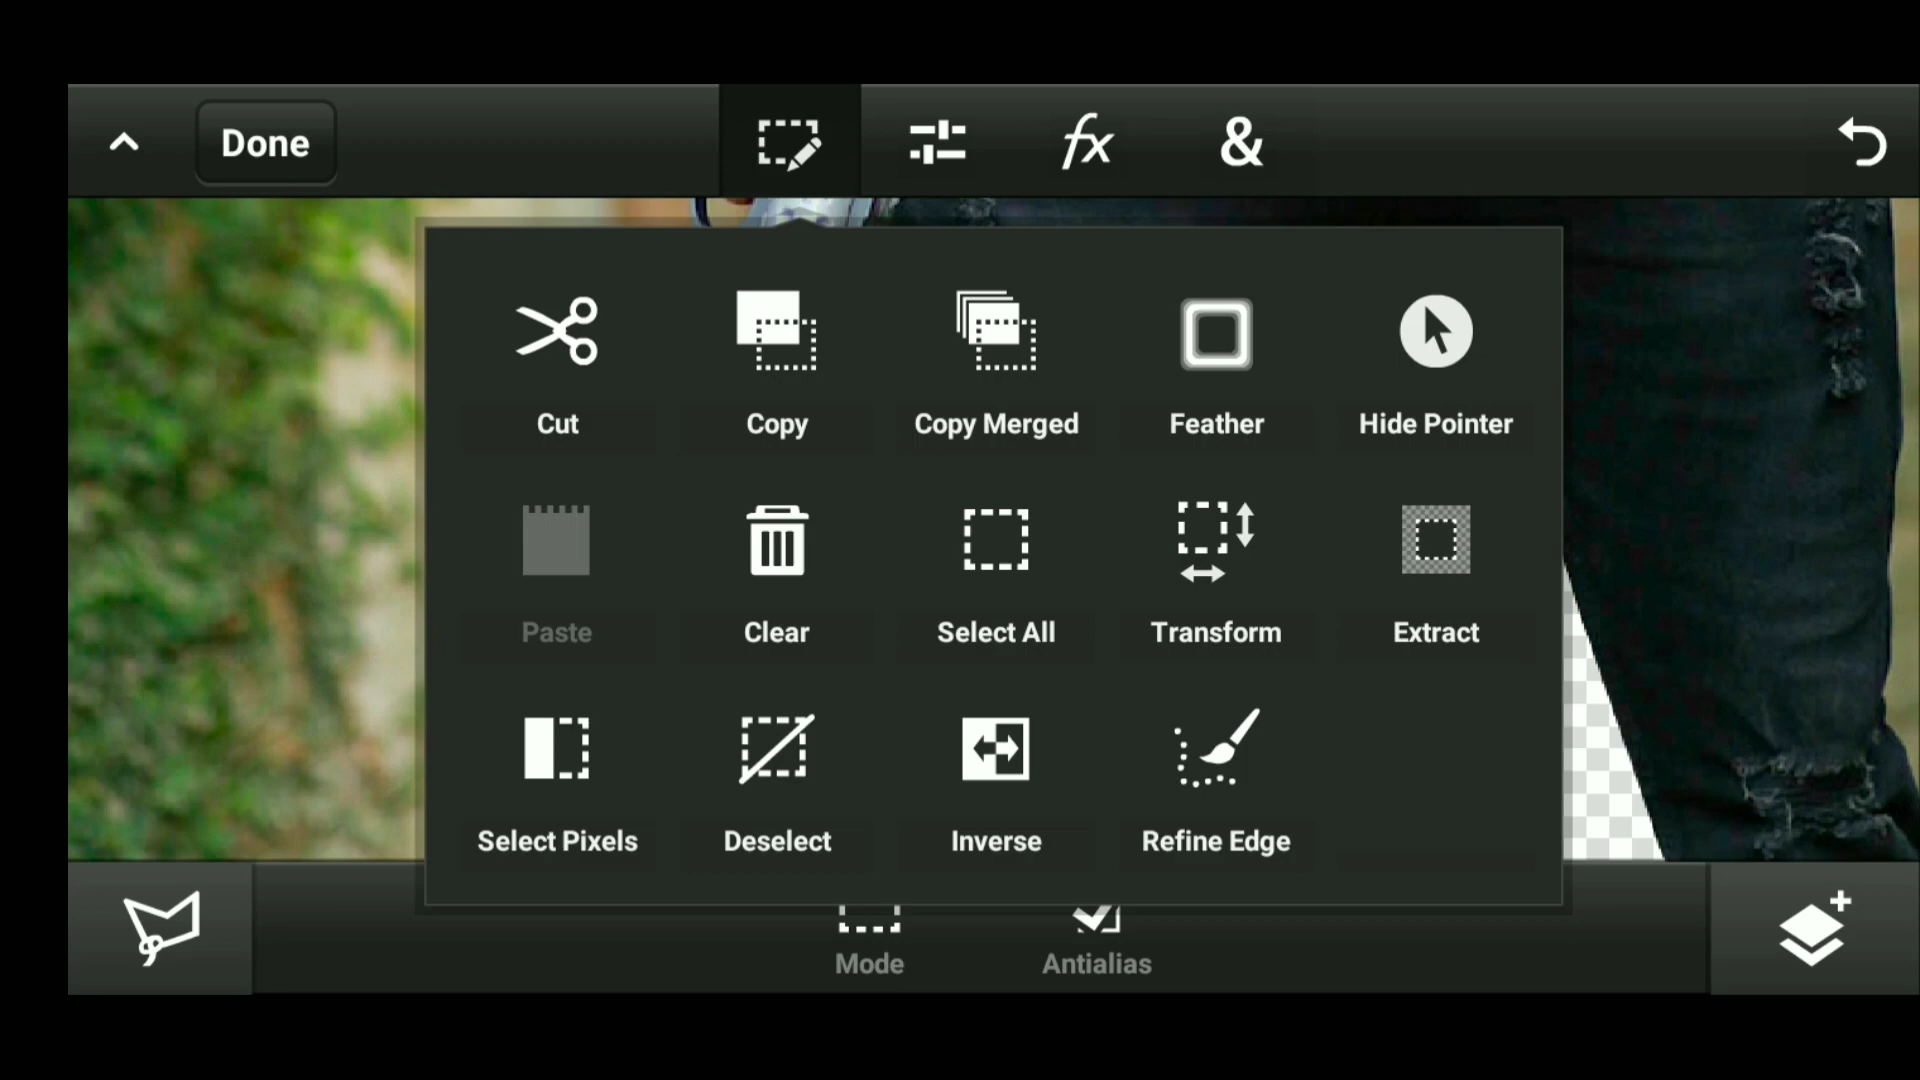 Done
fx
&
Cut
Copy
Copy Merged
Feather
Hide Pointer
Paste
Clear
Select All
Transform
Extract
Select Pixels
Deselect
Inverse
Refine Edge
Mode
Antialias